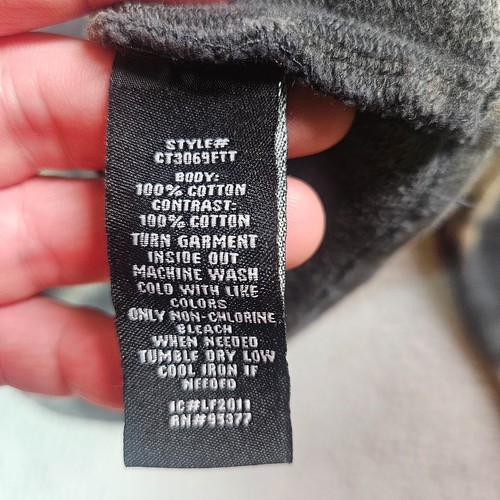 STYLE#
CT3069FTT
BODY:
100% COTTON
CONTRAST:
100% COTTON
TURN GARMENT
INSIDE OUT
MACHINE WASH
COLD WITH LIKE
COLORS
ONLY NON-CHLORINE
BLEACH
WHEN NEEDED
TUMBLE DRY LOW
COOL IRON IF
NEEDED
IC#LF2011
RN#95377